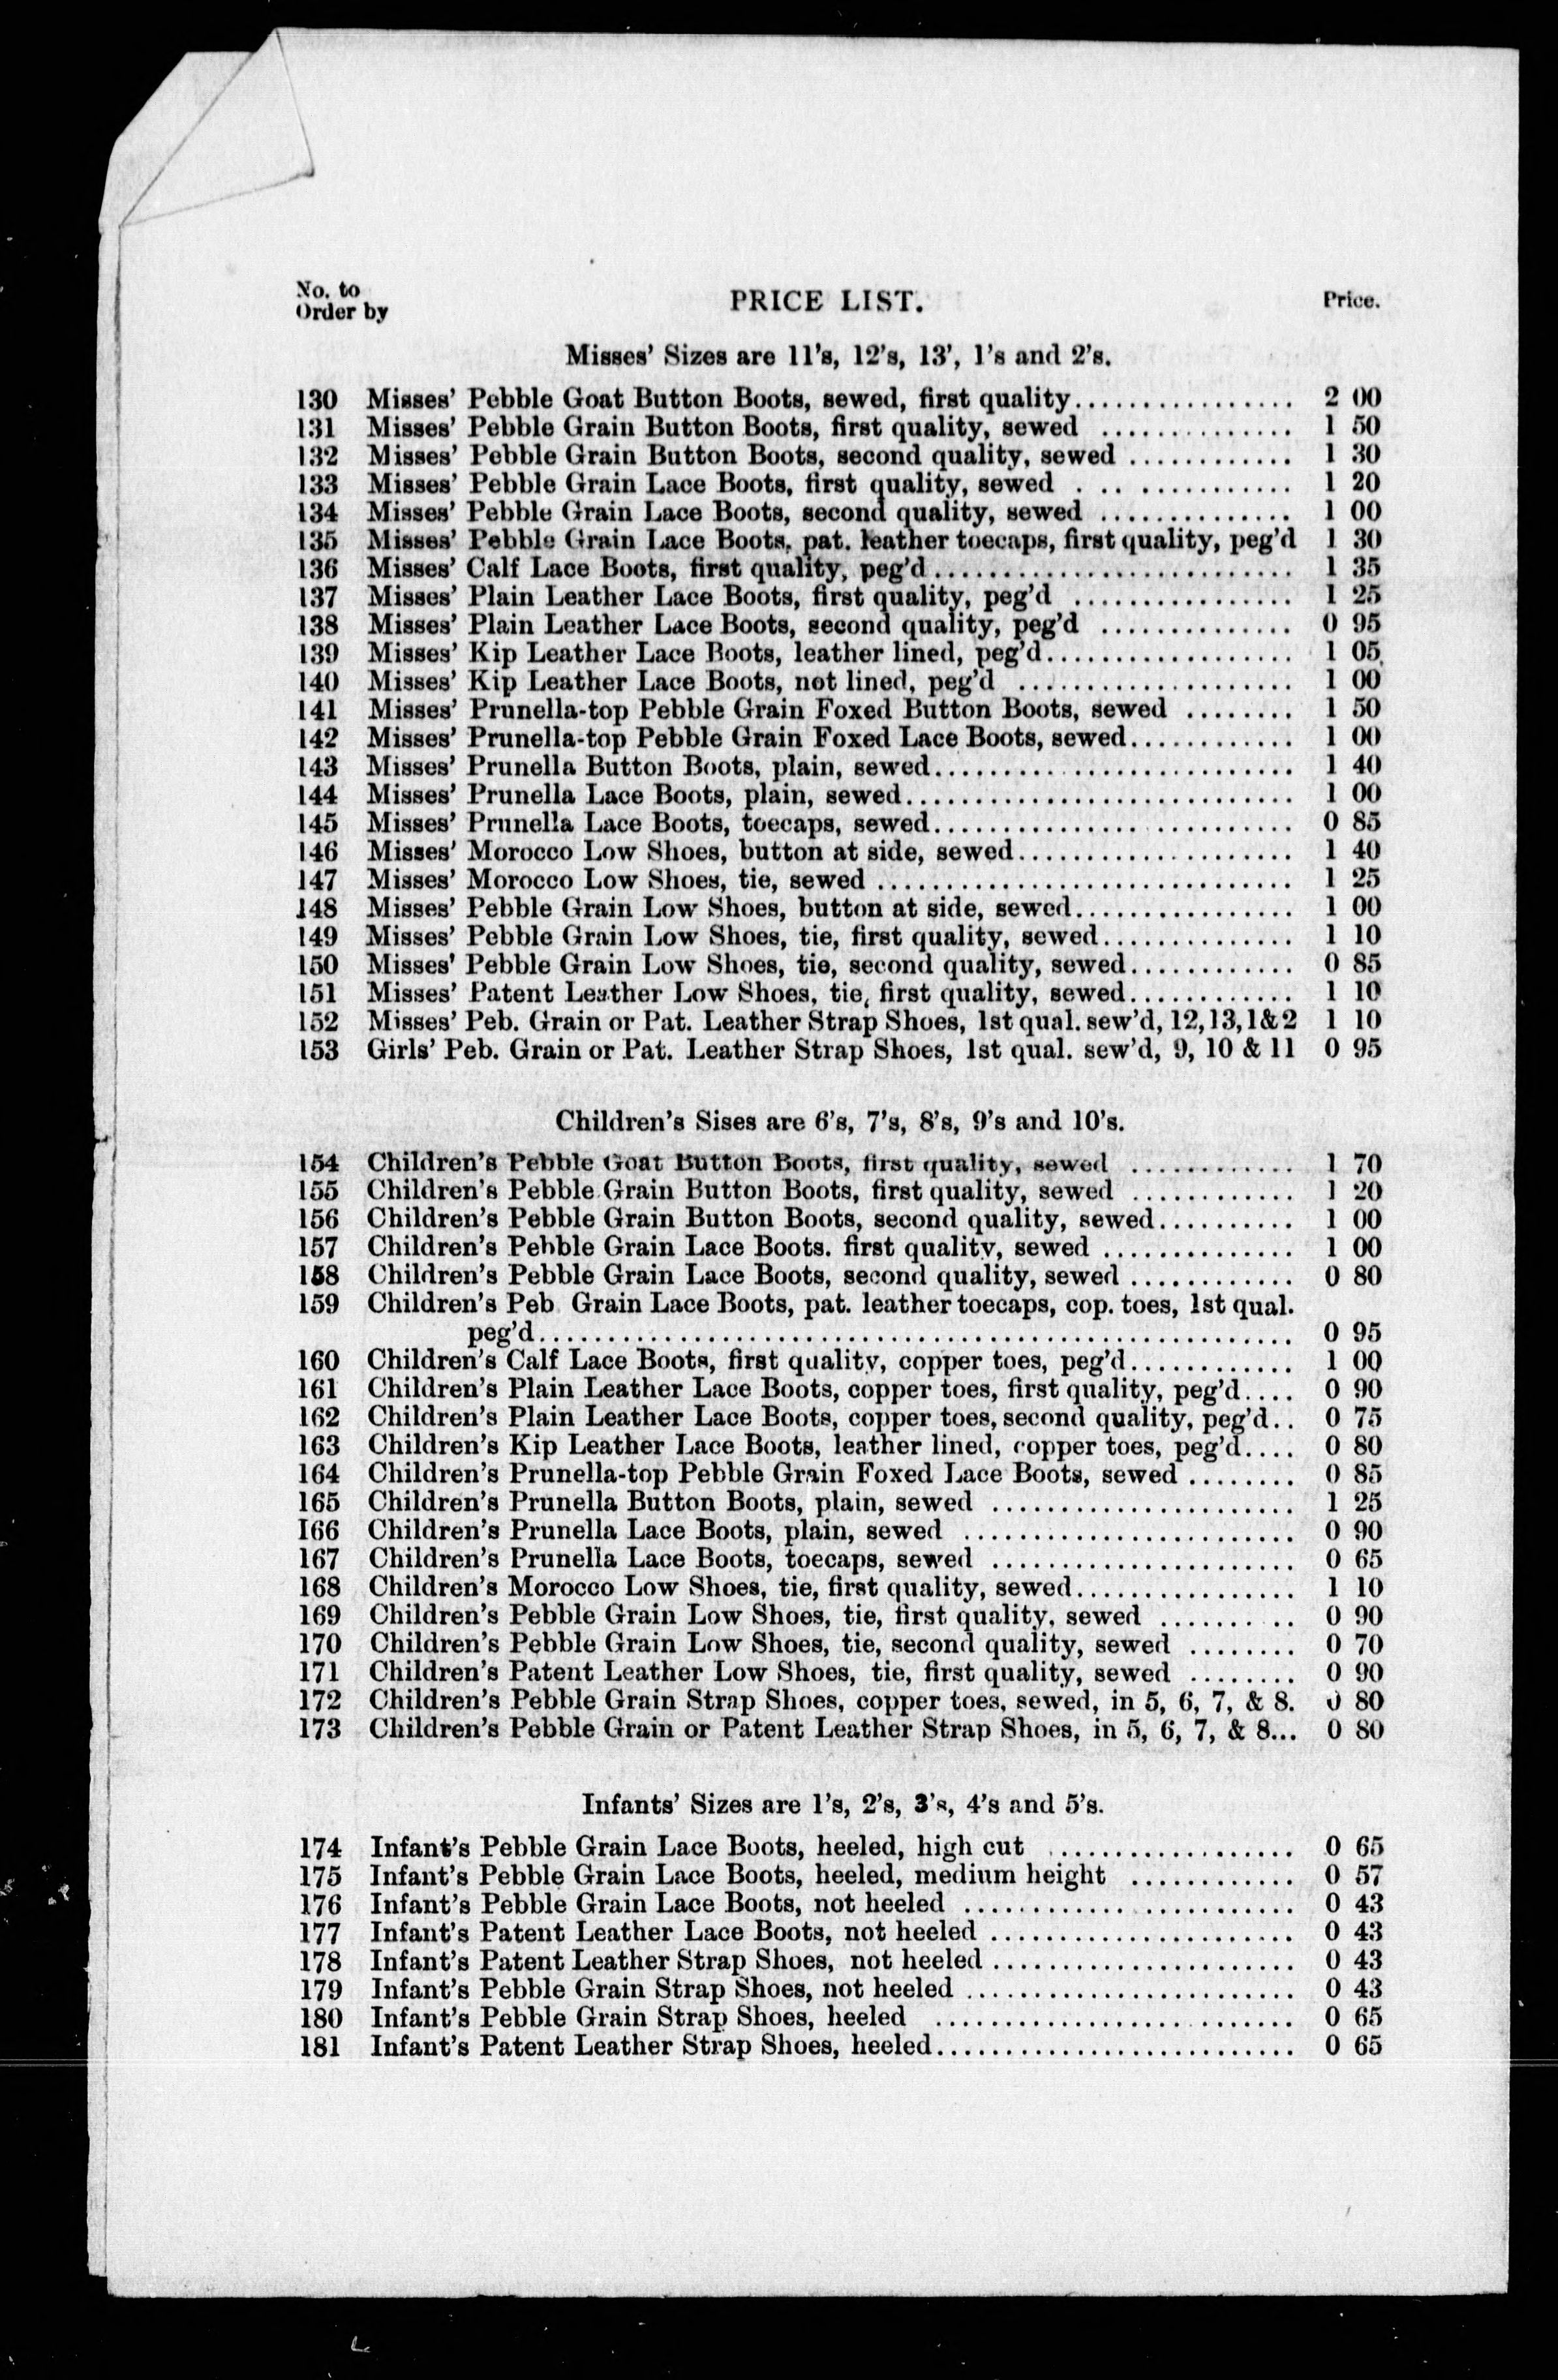 No. to
Order by
PRICE LIST.
Price.
Misses' Sizes are 11's, 12's, 13', 1's and 2's.
130 Misses' Pebble Goat Button Boots, sewed, first quality................ 2 00
131 Misses' Pebble Grain Button Boots, first quality, sewed .............. 1 50
132 Misses' Pebble Grain Button Boots, second quality, sewed ............ 1 30
133 Misses' Pebble Grain Lace Boots, first quality, sewed . .. ............ 1 20
134 Misses' Pebble Grain Lace Boots, second quality, sewed .............. 1 00
135 Misses' Pebble Grain Lace Boots, pat. leather toecaps, first quality, peg'd 1 30
136 Misses' Calf Lace Boots, first quality, peg'd.......................... 1 35
137 Misses' Plain Leather Lace Boots, first quality, peg'd ................ 1 25
138 Misses' Plain Leather Lace Boots, second quality, peg'd .............. 0 95
139 Misses' Kip Leather Lace Boots, leather lined, peg'd.................. 1 05
140 Misses' Kip Leather Lace Boots, not lined, peg'd .................... 1 00
141 Misses' Prunella-top Pebble Grain Foxed Button Boots, sewed ........ 1 50
142 Misses' Prunella-top Pebble Grain Foxed Lace Boots, sewed............ 1 00
143 Misses' Prunella Button Boots, plain, sewed.......................... 1 40
144 Misses' Prunella Lace Boots, plain, sewed............................ 1 00
145 Misses' Prunella Lace Boots, toecaps, sewed.......................... 0 85
146 Misses' Morocco Low Shoes, button at side, sewed.................... 1 40
147 Misses' Morocco Low Shoes, tie, sewed .............................. 1 25
148 Misses' Pebble Grain Low Shoes, button at side, sewed................ 1 00
149 Misses' Pebble Grain Low Shoes, tie, first quality, sewed.............. 1 10
150 Misses' Pebble Grain Low Shoes, tie, second quality, sewed............ 0 85
151 Misses' Patent Leather Low Shoes, tie, first quality, sewed............ 1 10
152 Misses' Peb. Grain or Pat. Leather Strap Shoes, 1st qual. sew'd, 12, 13, 1 & 2 1 10
153 Girls' Peb. Grain or Pat. Leather Strap Shoes, 1st qual. sew'd, 9, 10 & 11 0 95
Children's Sises are 6's, 7's, 8's, 9's and 10's.
154 Children's Pebble Goat Button Boots, first quality, sewed ............ 1 70
155 Children's Pebble Grain Button Boots, first quality, sewed ............ 1 20
156 Children's Pebble Grain Button Boots, second quality, sewed.......... 1 00
157 Children's Pebble Grain Lace Boots. first quality, sewed .............. 1 00
158 Children's Pebble Grain Lace Boots, second quality, sewed ............ 0 80
159 Children's Peb. Grain Lace Boots, pat. leather toecaps, cop. toes, 1st qual.
peg'd...................................................... 0 95
160 Children's Calf Lace Boots, first quality, copper toes, peg'd............ 1 00
161 Children's Plain Leather Lace Boots, copper toes, first quality, peg'd.... 0 90
162 Children's Plain Leather Lace Boots, copper toes, second quality, peg'd.. 0 75
163 Children's Kip Leather Lace Boots, leather lined, copper toes, peg'd.... 0 80
164 Children's Prunella-top Pebble Grain Foxed Lace Boots, sewed ........ 0 85
165 Children's Prunella Button Boots, plain, sewed ...................... 1 25
166 Children's Prunella Lace Boots, plain, sewed ........................ 0 90
167 Children's Prunella Lace Boots, toecaps, sewed ...................... 0 65
168 Children's Morocco Low Shoes, tie, first quality, sewed................ 1 10
169 Children's Pebble Grain Low Shoes, tie, first quality, sewed .......... 0 90
170 Children's Pebble Grain Low Shoes, tie, second quality, sewed ........ 0 70
171 Children's Patent Leather Low Shoes, tie, first quality, sewed ........ 0 90
172 Children's Pebble Grain Strap Shoes, copper toes, sewed, in 5, 6, 7, & 8. 0 80
173 Children's Pebble Grain or Patent Leather Strap Shoes, in 5, 6, 7, & 8... 0 80
Infants' Sizes are 1's, 2's, 3's, 4's and 5's.
174 Infant's Pebble Grain Lace Boots, heeled, high cut .................. 0 65
175 Infant's Pebble Grain Lace Boots, heeled, medium height ............ 0 57
176 Infant's Pebble Grain Lace Boots, not heeled ........................ 0 43
177 Infant's Patent Leather Lace Boots, not heeled ...................... 0 43
178 Infant's Patent Leather Strap Shoes, not heeled ...................... 0 43
179 Infant's Pebble Grain Strap Shoes, not heeled ........................ 0 43
180 Infant's Pebble Grain Strap Shoes, heeled .......................... 0 65
181 Infant's Patent Leather Strap Shoes, heeled.......................... 0 65